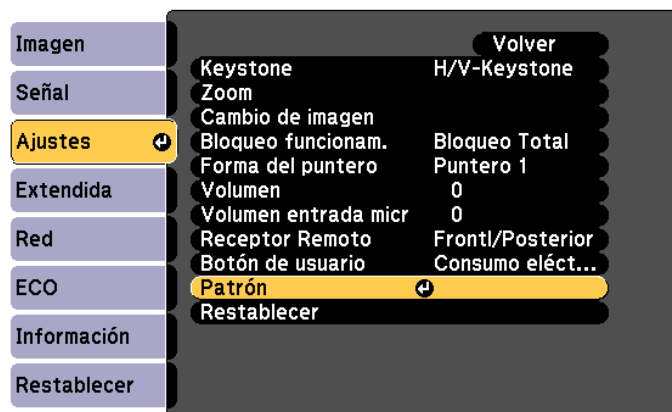 Imagen
Señal
Ajustes
Extendida
Red
ECO
Información
Restablecer
Volver
Keystone H/V-Keystone
Zoom
Cambio de imagen
Bloqueo funcionam. Bloqueo Total
Forma del puntero Puntero 1
Volumen 0
Volumen entrada micr 0
Receptor Remoto Frontl/Posterior
Botón de usuario Consumo eléct...
Patrón
Restablecer